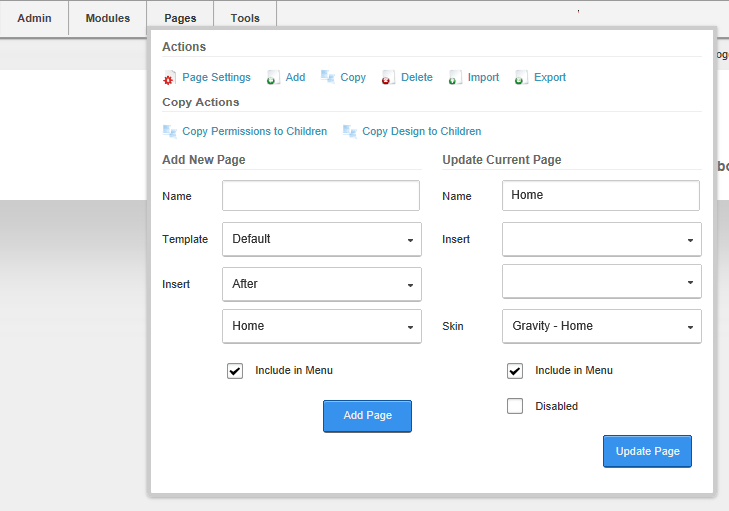 Admin Modules Pages Tools
Actions
Page Settings Add Copy Delete Import Export
Copy Actions
Copy Permissions to Children Copy Design to Children
Add New Page Update Current Page
Name Name Home
Template Default Insert
Insert After
Home Skin Gravity - Home
Include in Menu Include in Menu
Add Page Disabled
Update Page